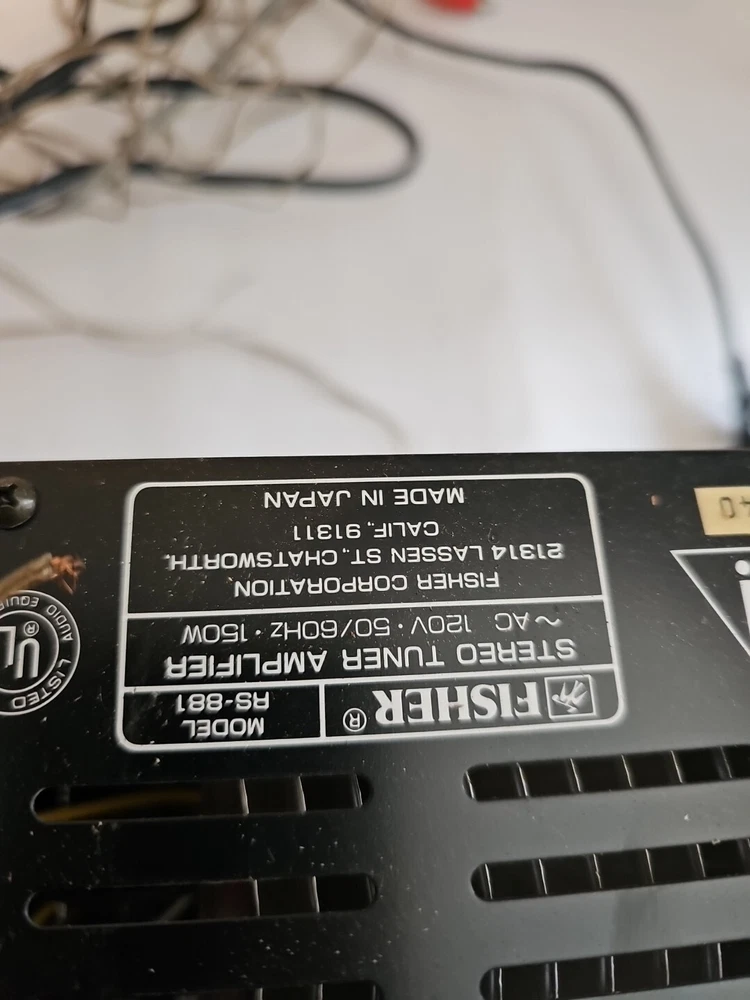 FISHER ®
MODEL
RS-881
STEREO TUNER AMPLIFIER
~ AC 120V · 50/60HZ · 150W
FISHER CORPORATION
21314 LASSEN ST., CHATSWORTH,
CALIF., 91311
MADE IN JAPAN
UL ®
LISTED
AUDIO